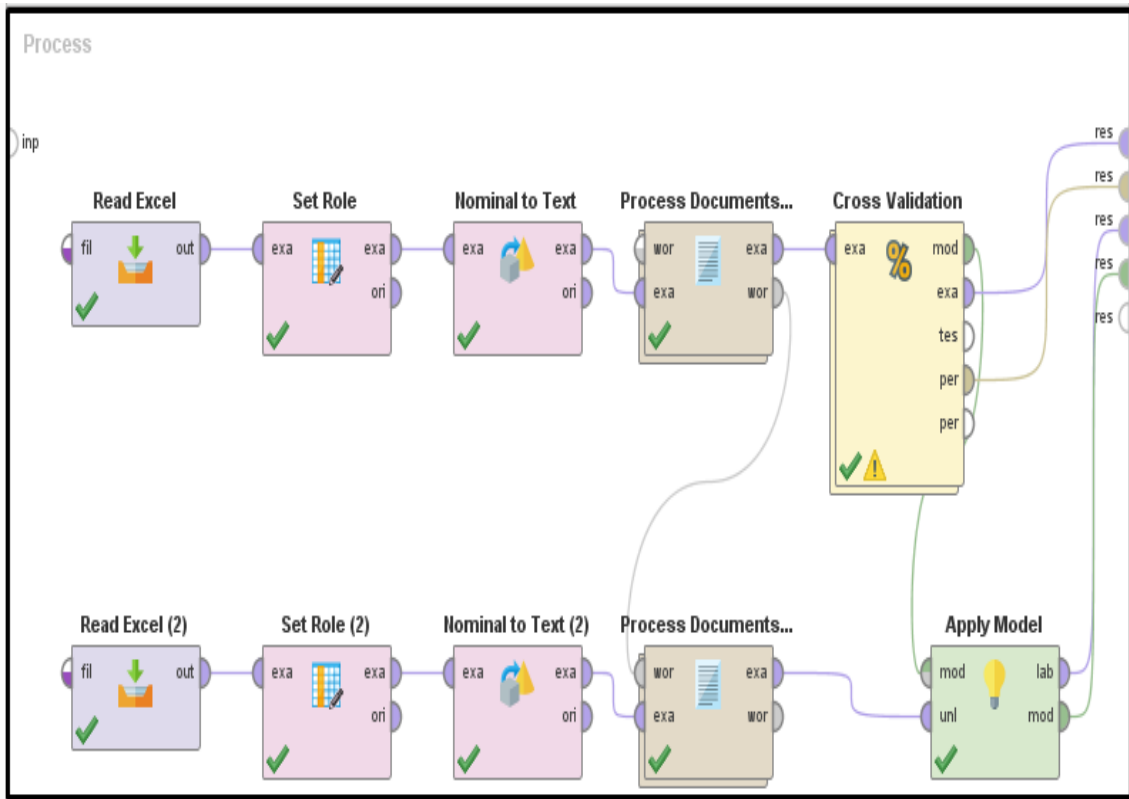 Process
inp
res
res
res
res
res
Read Excel
Set Role
Nominal to Text
Process Documents...
Cross Validation
fil
out
exa
exa
ori
exa
exa
ori
wor
exa
exa
wor
exa
mod
exa
tes
per
per
%
Read Excel (2)
Set Role (2)
Nominal to Text (2)
Process Documents...
Apply Model
fil
out
exa
exa
ori
exa
exa
ori
wor
exa
exa
wor
mod
lab
unl
mod